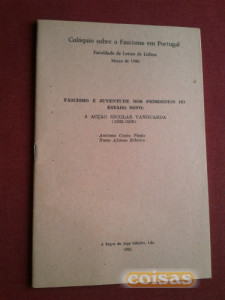 Colóquio sobre o Fascismo em Portugal
Faculdade de Letras de Lisboa
Março de 1980
FASCISMO E JUVENTUDE NOS PRIMÓRDIOS DO
ESTADO NOVO:
A ACÇÃO ESCOLAR VANGUARDA
(1933-1936)
António Costa Pinto
Nuno Afonso Ribeiro
A Regra do Jogo Edições, Lda.
1982
coisas